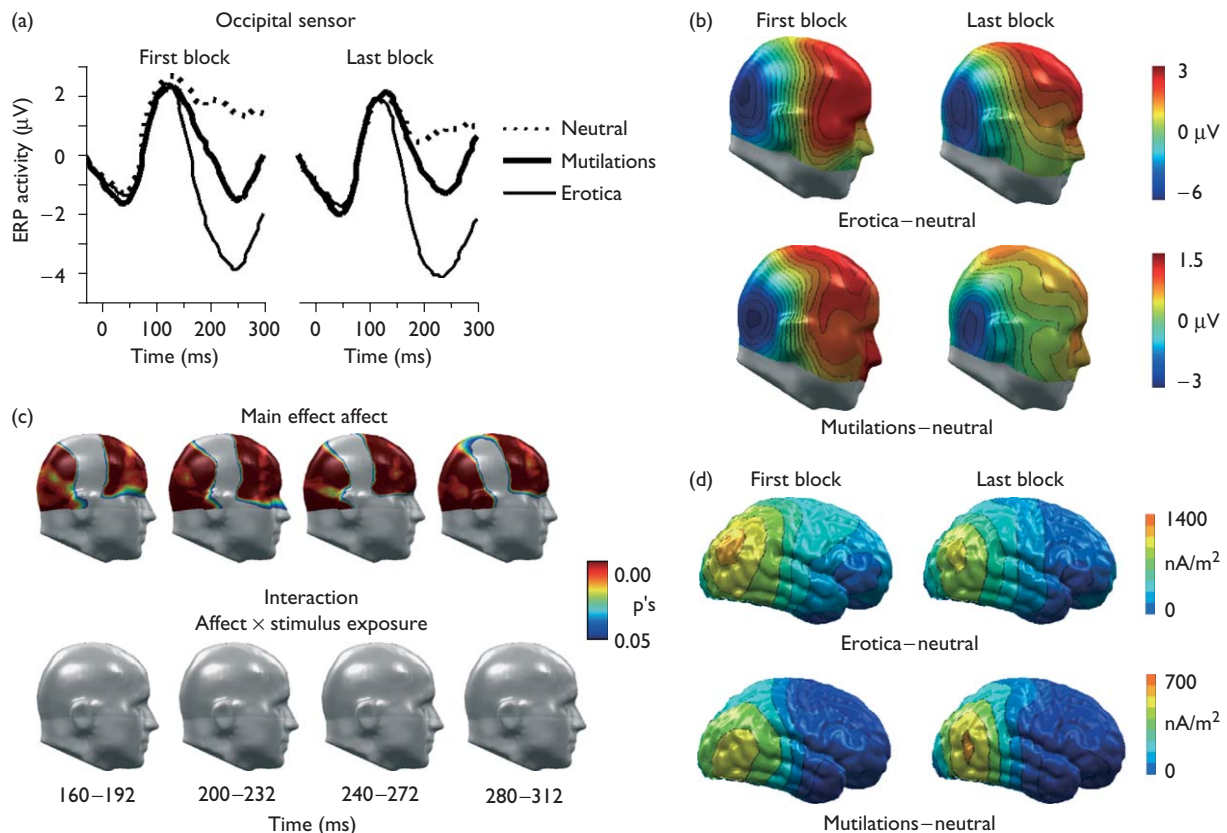 (a)
Occipital sensor
First block
Last block
ERP activity (μV)
2
0
−2
−4
0
100
200
300
0
100
200
300
Time (ms)
Time (ms)
Neutral
Mutilations
Erotica
(b)
First block
Last block
3
0 μV
−6
Erotica–neutral
1.5
0 μV
−3
Mutilations–neutral
(c)
Main effect affect
0.00
p's
0.05
Interaction
Affect × stimulus exposure
160–192
200–232
240–272
280–312
Time (ms)
(d)
First block
Last block
1400
nA/m²
0
Erotica–neutral
700
nA/m²
0
Mutilations–neutral